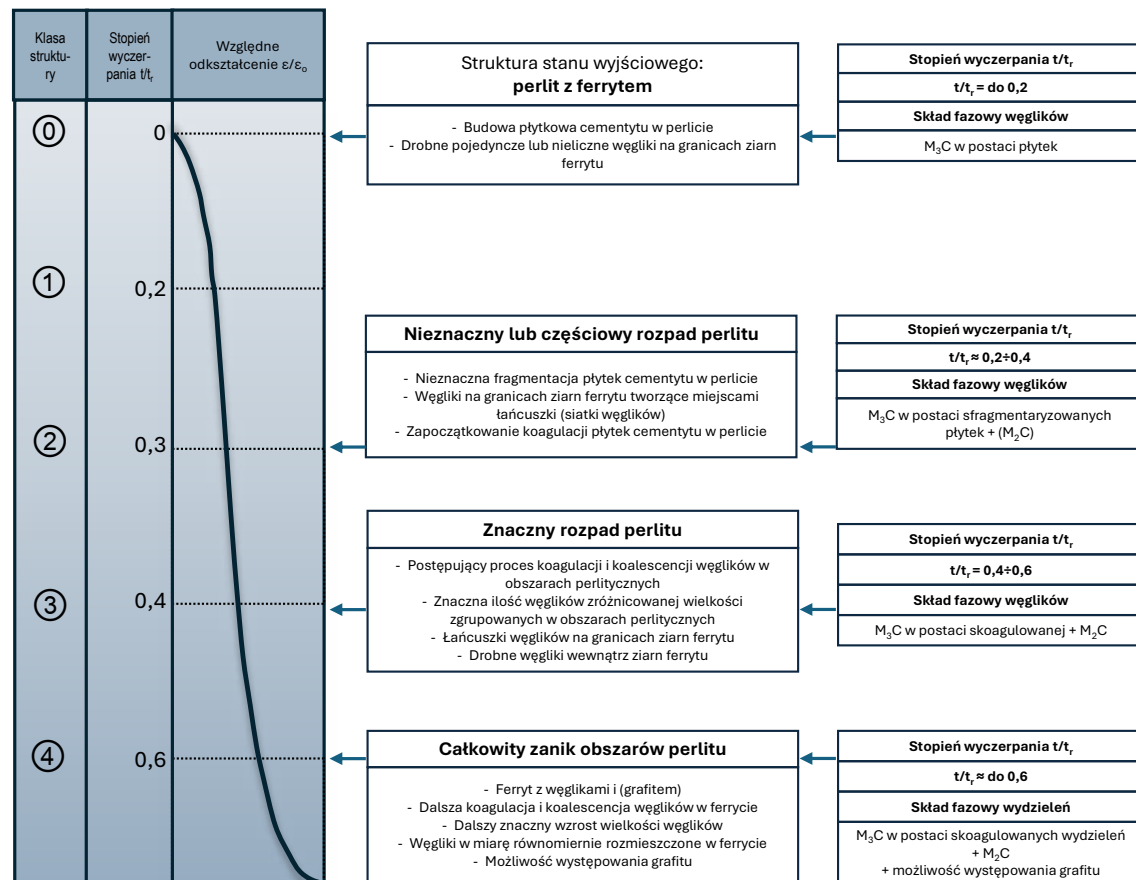 Klasa
struktu-
ry
Stopień
wyczer-
pania t/tᵣ
Względne
odkształcenie ε/εₒ
0
0
1
0,2
2
0,3
3
0,4
4
0,6
Struktura stanu wyjściowego:
perlit z ferrytem
- Budowa płytkowa cementytu w perlicie
- Drobne pojedyncze lub nieliczne węgliki na granicach ziarn
ferrytu
Stopień wyczerpania t/tᵣ
t/tᵣ = do 0,2
Skład fazowy węglików
M₃C w postaci płytek
Nieznaczny lub częściowy rozpad perlitu
- Nieznaczna fragmentacja płytek cementytu w perlicie
- Węgliki na granicach ziarn ferrytu tworzące miejscami
łańcuszki (siatki węglików)
- Zapoczątkowanie koagulacji płytek cementytu w perlicie
Stopień wyczerpania t/tᵣ
t/tᵣ ≈ 0,2÷0,4
Skład fazowy węglików
M₃C w postaci sfragmentaryzowanych
płytek + (M₂C)
Znaczny rozpad perlitu
- Postępujący proces koagulacji i koalescencji węglików w
obszarach perlitycznych
- Znaczna ilość węglików zróżnicowanej wielkości
zgrupowanych w obszarach perlitycznych
- Łańcuszki węglików na granicach ziarn ferrytu
- Drobne węgliki wewnątrz ziarn ferrytu
Stopień wyczerpania t/tᵣ
t/tᵣ = 0,4÷0,6
Skład fazowy węglików
M₃C w postaci skoagulowanej + M₂C
Całkowity zanik obszarów perlitu
- Ferryt z węglikami i (grafitem)
- Dalsza koagulacja i koalescencja węglików w ferrycie
- Dalszy znaczny wzrost wielkości węglików
- Węgliki w miarę równomiernie rozmieszczone w ferrycie
- Możliwość występowania grafitu
Stopień wyczerpania t/tᵣ
t/tᵣ ≈ do 0,6
Skład fazowy wydzieleń
M₃C w postaci skoagulowanych wydzieleń
+ M₂C
+ możliwość występowania grafitu